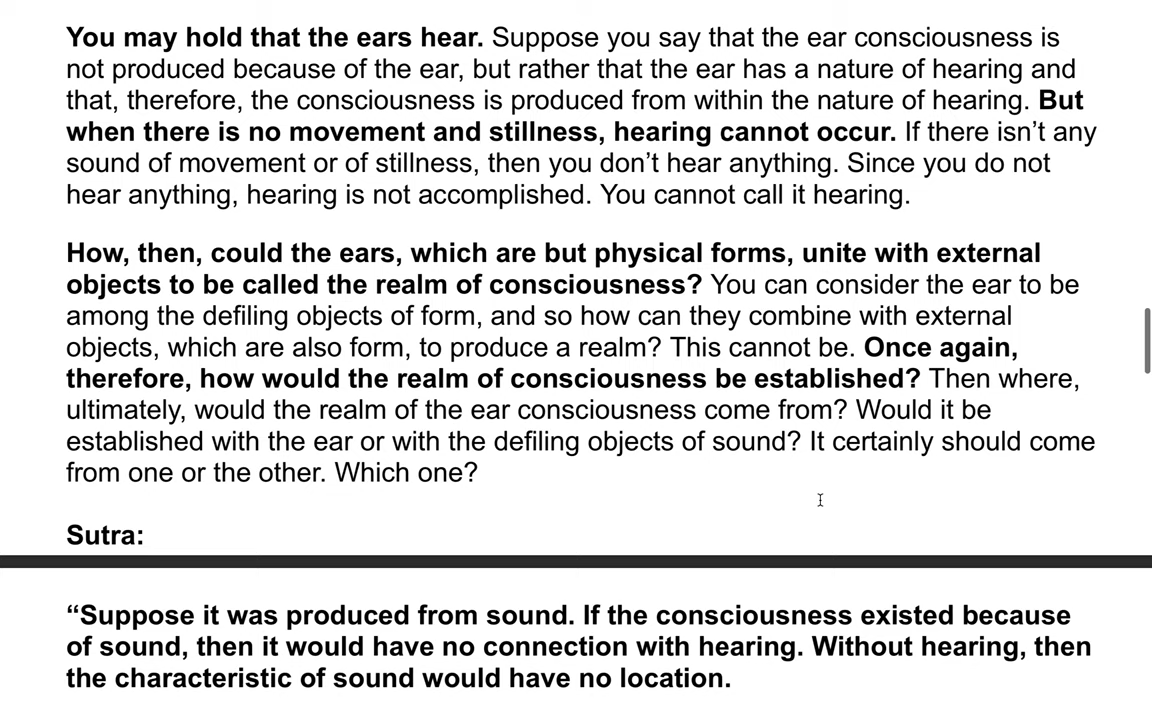 You may hold that the ears hear. Suppose you say that the ear consciousness is
not produced because of the ear, but rather that the ear has a nature of hearing and
that, therefore, the consciousness is produced from within the nature of hearing. But
when there is no movement and stillness, hearing cannot occur. If there isn’t any
sound of movement or of stillness, then you don’t hear anything. Since you do not
hear anything, hearing is not accomplished. You cannot call it hearing.
How, then, could the ears, which are but physical forms, unite with external
objects to be called the realm of consciousness? You can consider the ear to be
among the defiling objects of form, and so how can they combine with external
objects, which are also form, to produce a realm? This cannot be. Once again,
therefore, how would the realm of consciousness be established? Then where,
ultimately, would the realm of the ear consciousness come from? Would it be
established with the ear or with the defiling objects of sound? It certainly should come
from one or the other. Which one?
Sutra:
“Suppose it was produced from sound. If the consciousness existed because
of sound, then it would have no connection with hearing. Without hearing, then
the characteristic of sound would have no location.